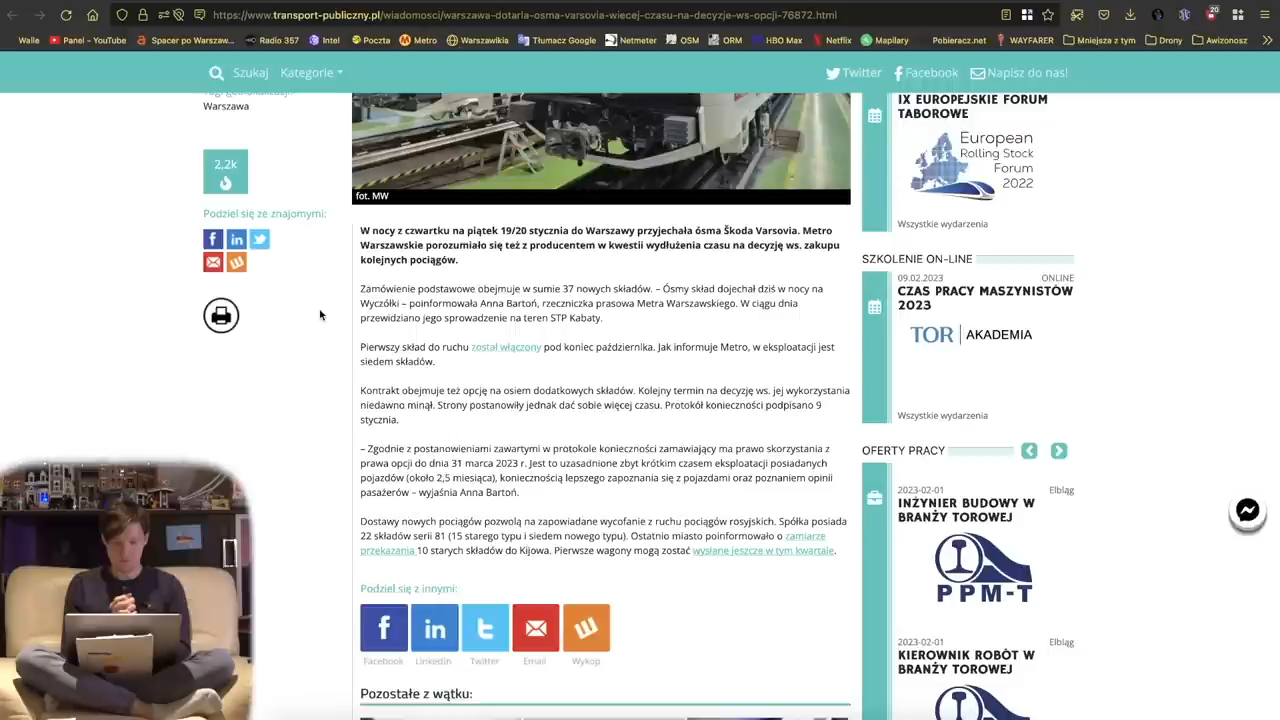 https://www.transport-publiczny.pl/wiadomosci/warszawa-dotarla-osma-varsovia-wiecej-czasu-na-decyzje-ws-opcji-76872.html
20
Walle
Panel - YouTube
Spacer po Warszaw...
Radio 357
Intel
Poczta
Metro
Warszawikia
Tłumacz Google
Netmeter
OSM
ORM
HBO Max
Netflix
Mapilary
Pobieracz.net
WAYFARER
Mniejsza z tym
Drony
Awizonosz
Szukaj
Kategorie
Twitter
Facebook
Napisz do nas!
Warszawa
2,2k
Podziel się ze znajomymi:
fot. MW
W nocy z czwartku na piątek 19/20 stycznia do Warszawy przyjechała ósma Škoda Varsovia. Metro
Warszawskie porozumiało się też z producentem w kwestii wydłużenia czasu na decyzję ws. zakupu
kolejnych pociągów.
Zamówienie podstawowe obejmuje w sumie 37 nowych składów. – Ósmy skład dojechał dziś w nocy na
Wyczółki – poinformowała Anna Bartoń, rzeczniczka prasowa Metra Warszawskiego. W ciągu dnia
przewidziano jego sprowadzenie na teren STP Kabaty.
Pierwszy skład do ruchu został włączony pod koniec października. Jak informuje Metro, w eksploatacji jest
siedem składów.
Kontrakt obejmuje też opcję na osiem dodatkowych składów. Kolejny termin na decyzję ws. jej wykorzystania
niedawno minął. Strony postanowiły jednak dać sobie więcej czasu. Protokół konieczności podpisano 9
stycznia.
– Zgodnie z postanowieniami zawartymi w protokole konieczności zamawiający ma prawo skorzystania z
prawa opcji do dnia 31 marca 2023 r. Jest to uzasadnione zbyt krótkim czasem eksploatacji posiadanych
pojazdów (około 2,5 miesiąca), koniecznością lepszego zapoznania się z pojazdami oraz poznaniem opinii
pasażerów – wyjaśnia Anna Bartoń.
Dostawy nowych pociągów pozwolą na zapowiadane wycofanie z ruchu pociągów rosyjskich. Spółka posiada
22 składów serii 81 (15 starego typu i siedem nowego typu). Ostatnio miasto poinformowało o zamiarze
przekazania 10 starych składów do Kijowa. Pierwsze wagony mogą zostać wysłane jeszcze w tym kwartale.
Podziel się z innymi:
Facebook
LinkedIn
Twitter
Email
Wykop
Pozostałe z wątku:
IX EUROPEJSKIE FORUM
TABOROWE
European
Rolling Stock
Forum
2022
Wszystkie wydarzenia
SZKOLENIE ON-LINE
09.02.2023
ONLINE
CZAS PRACY MASZYNISTÓW
2023
TOR | AKADEMIA
Wszystkie wydarzenia
OFERTY PRACY
2023-02-01
Elbląg
INŻYNIER BUDOWY W
BRANŻY TOROWEJ
PPM-T
2023-02-01
Elbląg
KIEROWNIK ROBÓT W
BRANŻY TOROWEJ